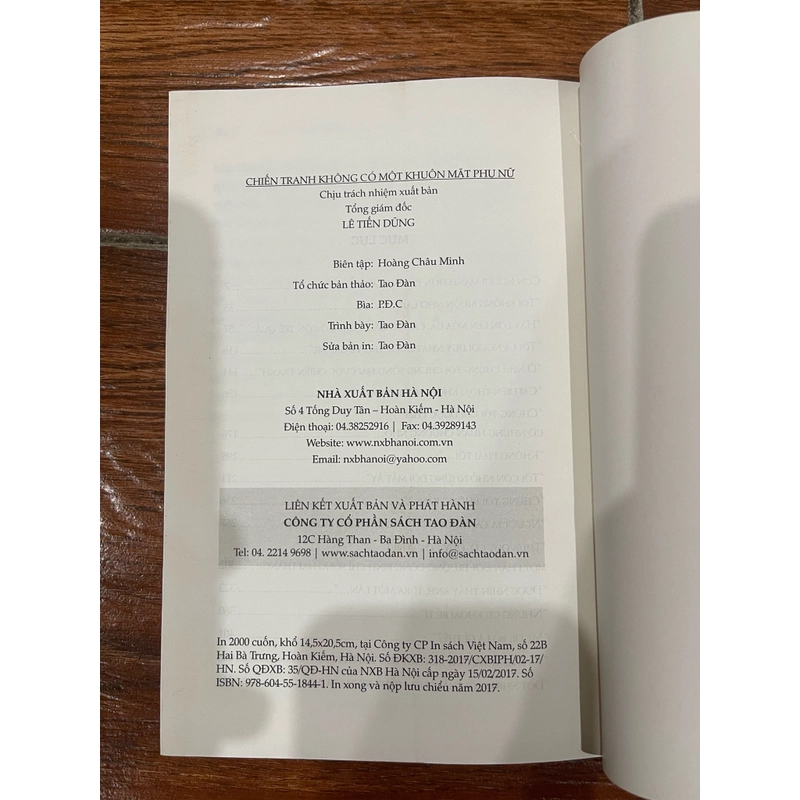 CHIẾN TRANH KHÔNG CÓ MỘT KHUÔN MẶT PHỤ NỮ
Chịu trách nhiệm xuất bản
Tổng giám đốc
LÊ TIẾN DŨNG
Biên tập: Hoàng Châu Minh
Tổ chức bản thảo: Tao Đàn
Bìa: P.Đ.C
Trình bày: Tao Đàn
Sửa bản in: Tao Đàn
NHÀ XUẤT BẢN HÀ NỘI
Số 4 Tống Duy Tân – Hoàn Kiếm - Hà Nội
Điện thoại: 04.38252916 | Fax: 04.39289143
Website: www.nxbhanoi.com.vn
Email: nxbhanoi@yahoo.com
LIÊN KẾT XUẤT BẢN VÀ PHÁT HÀNH
CÔNG TY CỔ PHẦN SÁCH TAO ĐÀN
12C Hàng Than - Ba Đình - Hà Nội
Tel: 04. 2214 9698 | www.sachtaodan.vn | info@sachtaodan.vn
In 2000 cuốn, khổ 14,5x20,5cm, tại Công ty CP In sách Việt Nam, số 22B
Hai Bà Trưng, Hoàn Kiếm, Hà Nội. Số ĐKXB: 318-2017/CXBIPH/02-17/
HN. Số QĐXB: 35/QĐ-HN của NXB Hà Nội cấp ngày 15/02/2017. Số
ISBN: 978-604-55-1844-1. In xong và nộp lưu chiểu năm 2017.